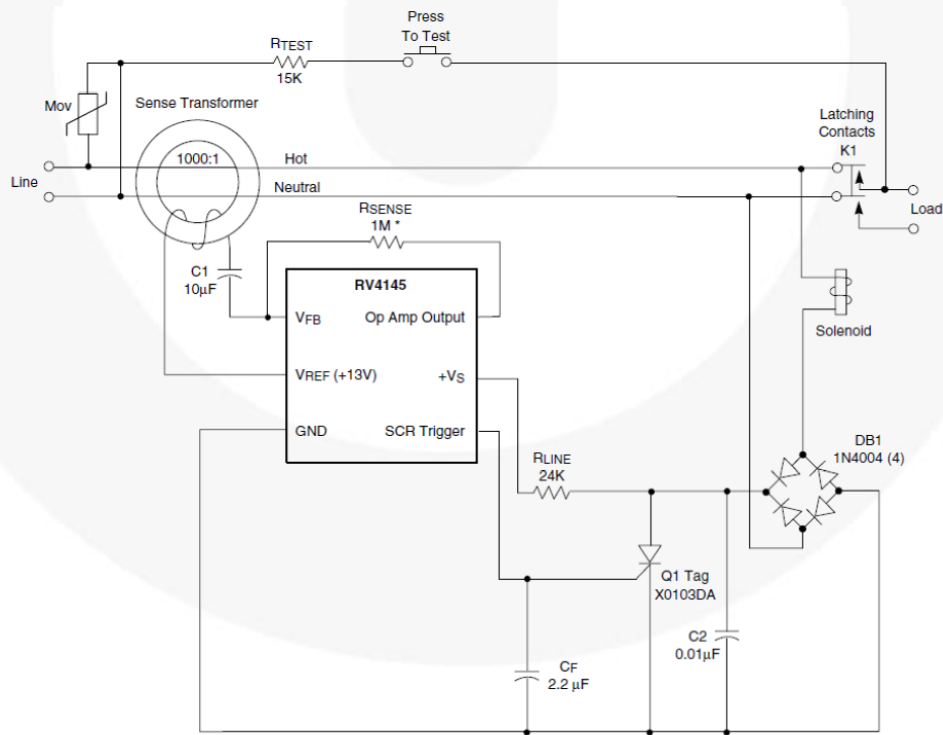 Press
To Test
RTEST
15K
Mov
Sense Transformer
Latching
Contacts
K1
1000:1
Hot
Line
Neutral
Load
RSENSE
1M *
C1
10µF
RV4145
VFB
Op Amp Output
Solenoid
VREF (+13V)
+VS
GND
SCR Trigger
DB1
1N4004 (4)
RLINE
24K
Q1 Tag
X0103DA
C2
0.01µF
CF
2.2 µF